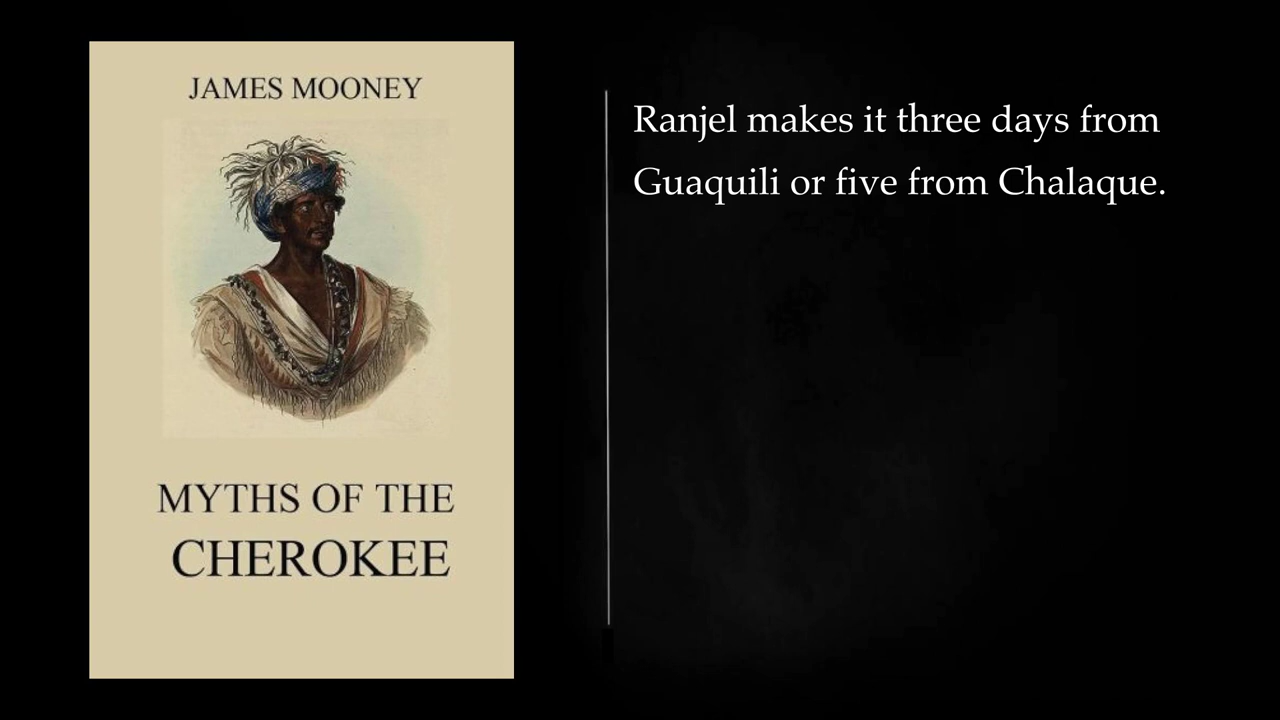 JAMES MOONEY
MYTHS OF THE
CHEROKEE
Ranjel makes it three days from
Guaquili or five from Chalaque.